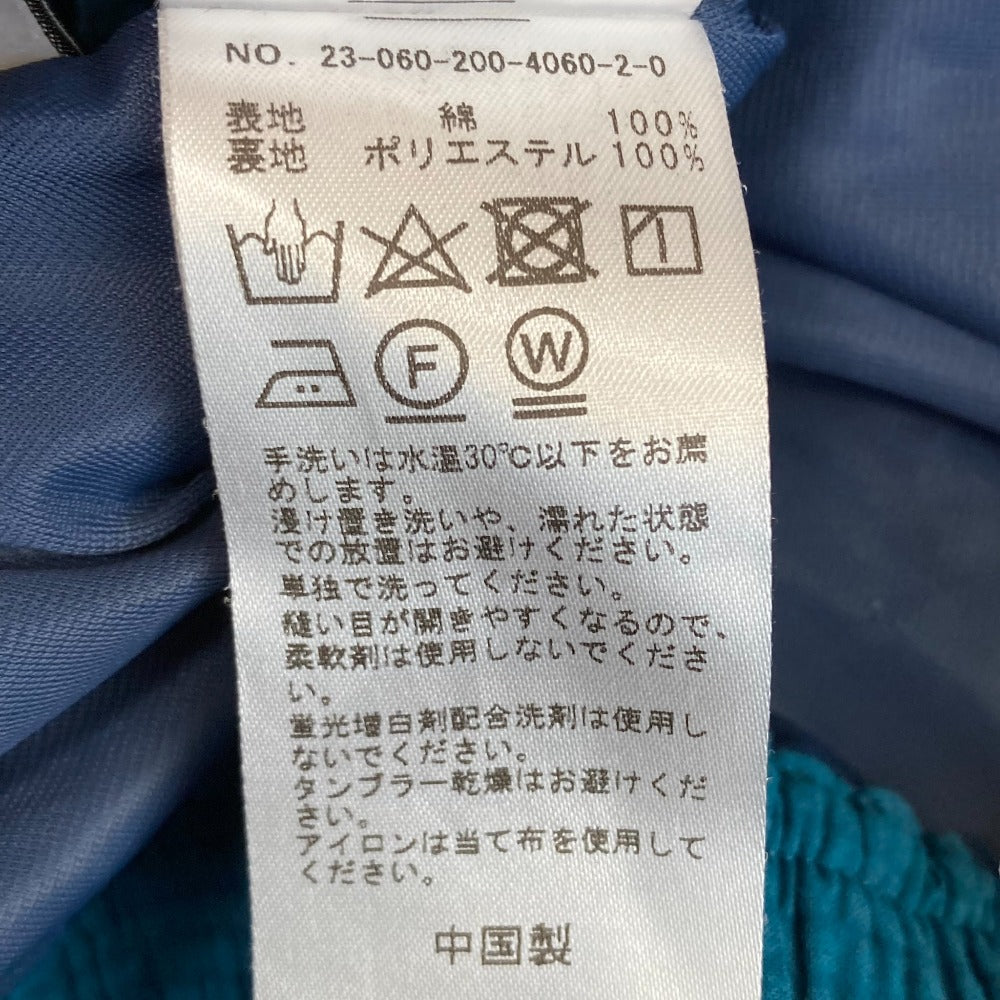 NO. 23-060-200-4060-2-0
表地 綿 100%
裏地 ポリエステル 100%
F W
手洗いは水温30℃以下をお薦
めします。
浸け置き洗いや、濡れた状態
での放置はお避けください。
単独で洗ってください。
縫い目が開きやすくなるので、
柔軟剤は使用しないでくださ
い。
蛍光増白剤配合洗剤は使用し
ないでください。
タンブラー乾燥はお避けくだ
さい。
アイロンは当て布を使用して
ください。
中国製